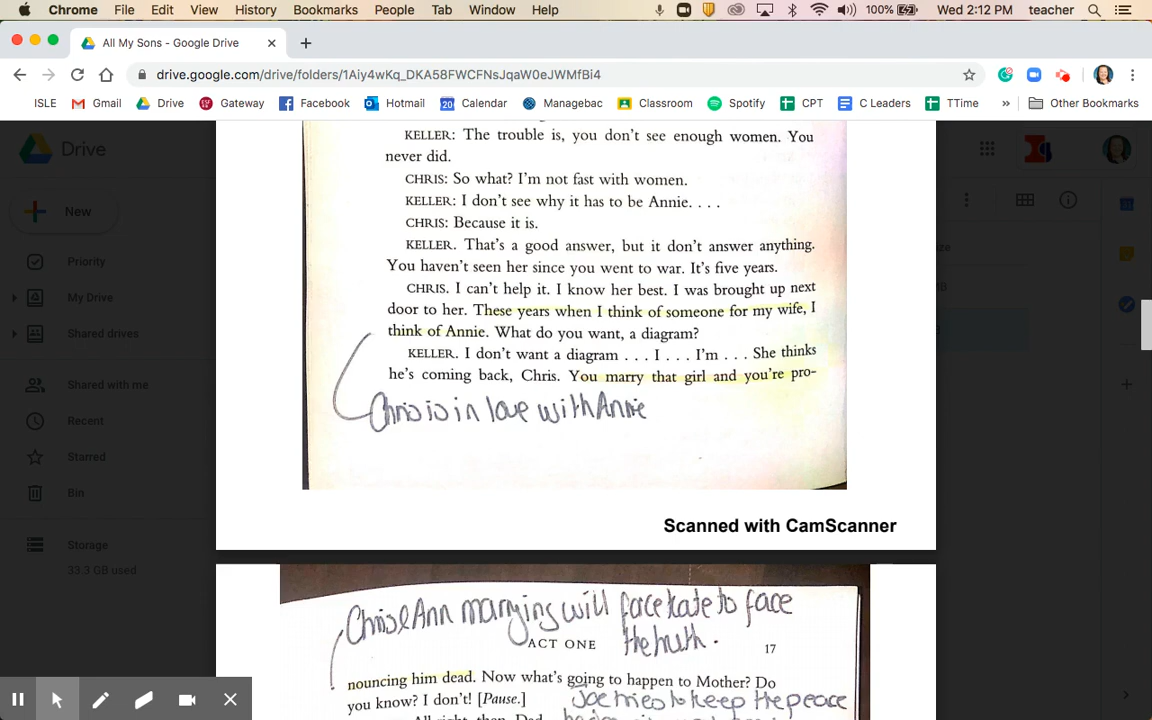 Chrome File Edit View History Bookmarks People Tab Window Help 100% Wed 2:12 PM teacher
All My Sons - Google Drive
drive.google.com/drive/folders/1Aiy4wKq_DKA58FWCFNsJqaW0eJWMfBi4
ISLE Gmail Drive Gateway Facebook Hotmail Calendar Managebac Classroom Spotify CPT C Leaders TTime » Other Bookmarks
Drive
New
Priority
My Drive
Shared drives
Shared with me
Recent
Starred
Bin
Storage
33.3 GB used
KELLER: The trouble is, you don't see enough women. You
never did.
CHRIS: So what? I'm not fast with women.
KELLER: I don't see why it has to be Annie. . . .
CHRIS: Because it is.
KELLER. That's a good answer, but it don't answer anything.
You haven't seen her since you went to war. It's five years.
CHRIS. I can't help it. I know her best. I was brought up next
door to her. These years when I think of someone for my wife, I
think of Annie. What do you want, a diagram?
KELLER. I don't want a diagram . . . I . . . I'm . . . She thinks
he's coming back, Chris. You marry that girl and you're pro-
Chris is in love with Annie
Scanned with CamScanner
Chris & Ann marrying will face kate to face
the truth.
ACT ONE 17
nouncing him dead. Now what's going to happen to Mother? Do
you know? I don't! [Pause.]
Joe tries to keep the peace
All right, then, Dad.